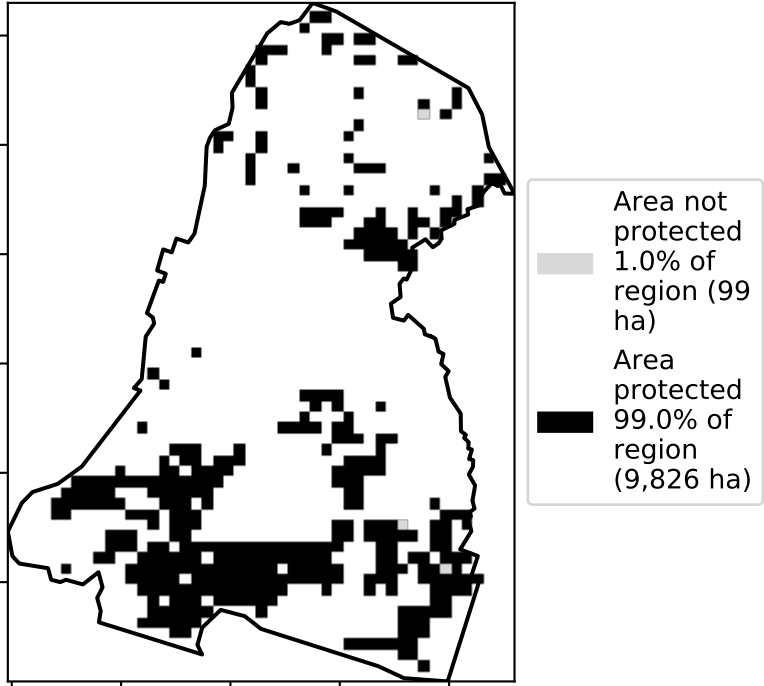 Area not
protected
1.0% of
region (99
ha)
Area
protected
99.0% of
region
(9,826 ha)